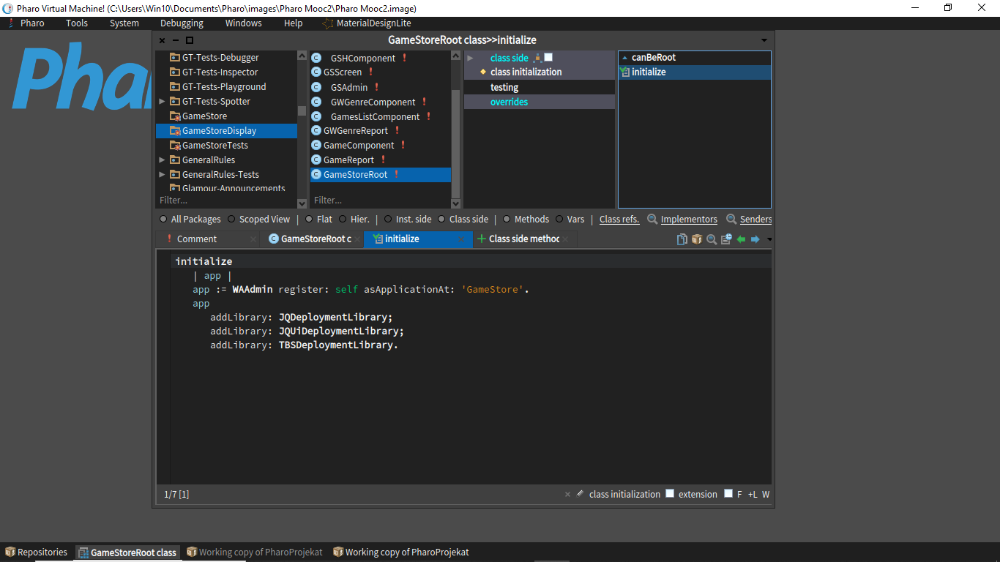 Pharo Virtual Machine! (C:\Users\Win10\Documents\Pharo\images\Pharo Mooc2\Pharo Mooc2.image)
Pharo Tools System Debugging Windows Help MaterialDesignLite
Phar
GameStoreRoot class>>initialize
GT-Tests-Debugger
GT-Tests-Inspector
GT-Tests-Playground
GT-Tests-Spotter
GameStore
GameStoreDisplay
GameStoreTests
GeneralRules
GeneralRules-Tests
Glamour-Announcements
Filter...
GSHComponent
GSScreen
GSAdmin
GWGenreComponent
GamesListComponent
GWGenreReport
GameComponent
GameReport
GameStoreRoot
Filter...
class side
class initialization
testing
overrides
canBeRoot
initialize
All Packages Scoped View | Flat Hier. | Inst. side Class side | Methods Vars Class refs. Implementors Senders
Comment GameStoreRoot c initialize Class side methoc
initialize
| app |
app := WAAdmin register: self asApplicationAt: 'GameStore'.
app
addLibrary: JQDeploymentLibrary;
addLibrary: JQUiDeploymentLibrary;
addLibrary: TBSDeploymentLibrary.
1/7 [1] class initialization extension F +L W
Repositories GameStoreRoot class Working copy of PharoProjekat Working copy of PharoProjekat